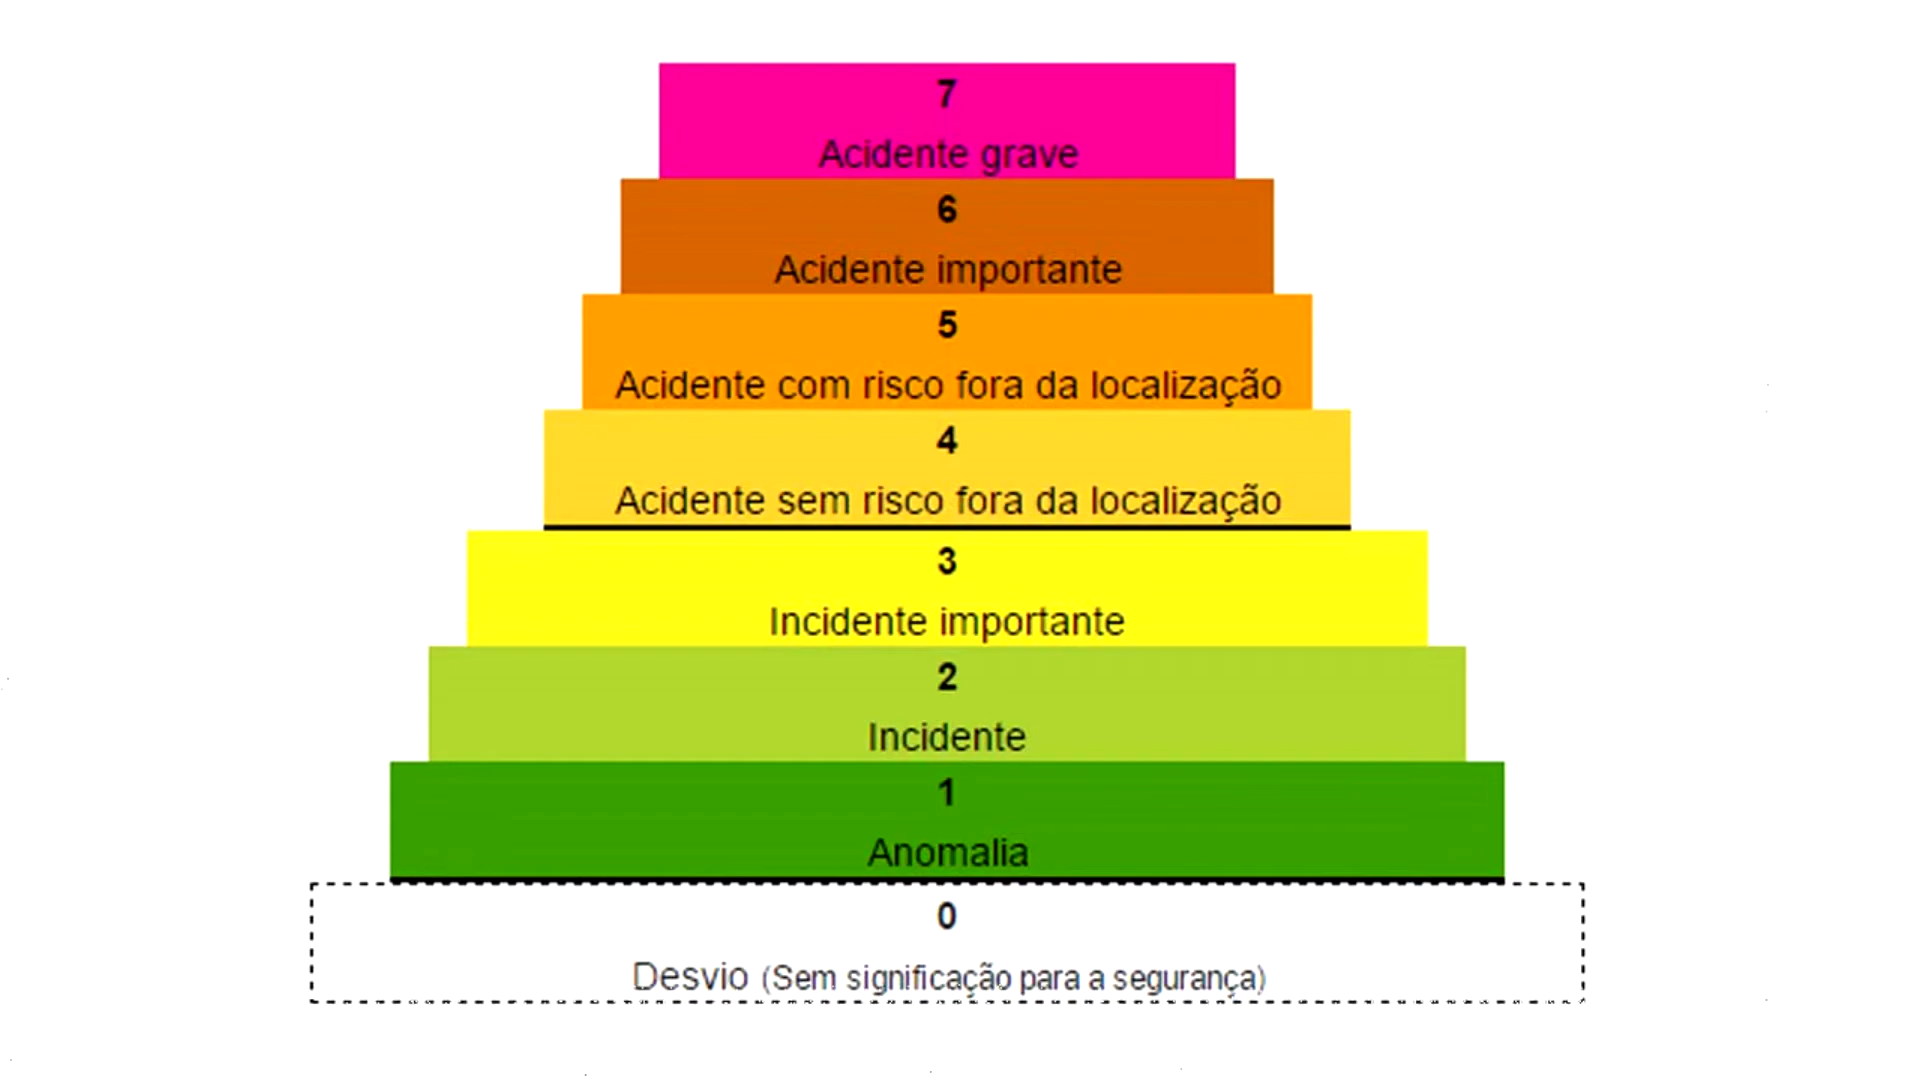 7
Acidente grave
6
Acidente importante
5
Acidente com risco fora da localização
4
Acidente sem risco fora da localização
3
Incidente importante
2
Incidente
1
Anomalia
0
Desvio (Sem significação para a segurança)